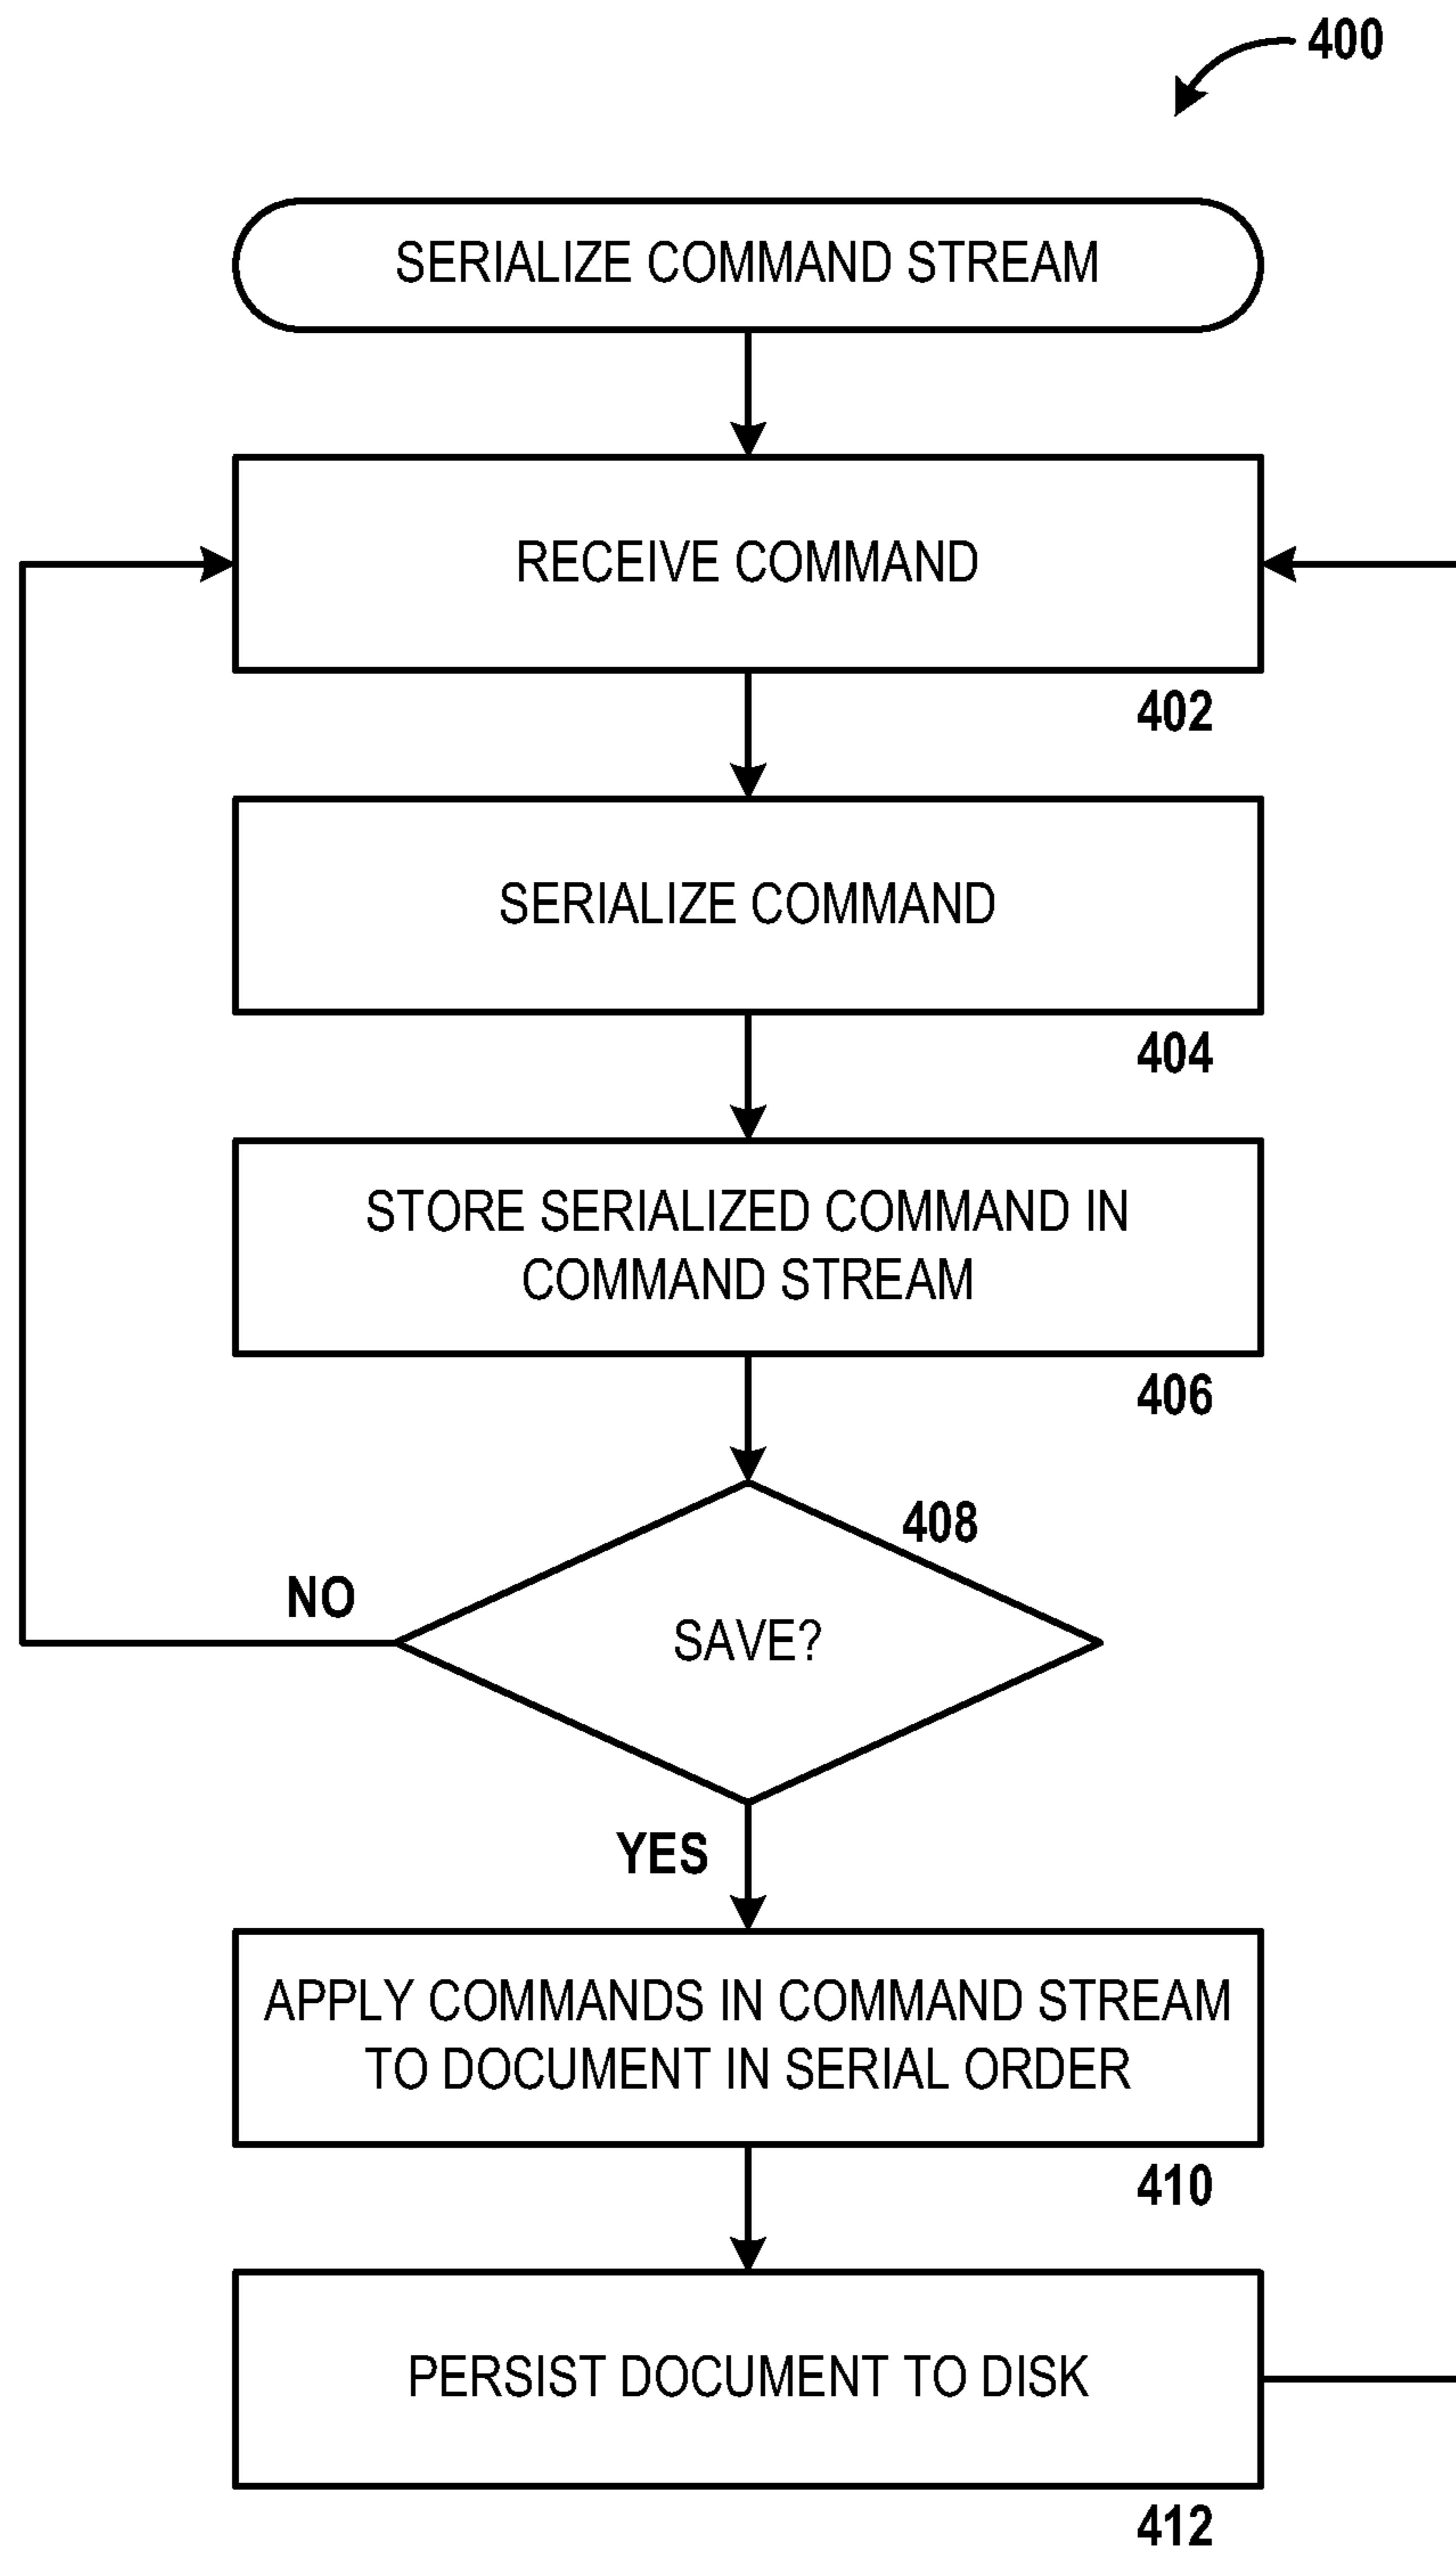 400
SERIALIZE COMMAND STREAM
RECEIVE COMMAND
402
SERIALIZE COMMAND
404
STORE SERIALIZED COMMAND IN
COMMAND STREAM
406
408
NO
SAVE?
YES
APPLY COMMANDS IN COMMAND STREAM
TO DOCUMENT IN SERIAL ORDER
410
PERSIST DOCUMENT TO DISK
412